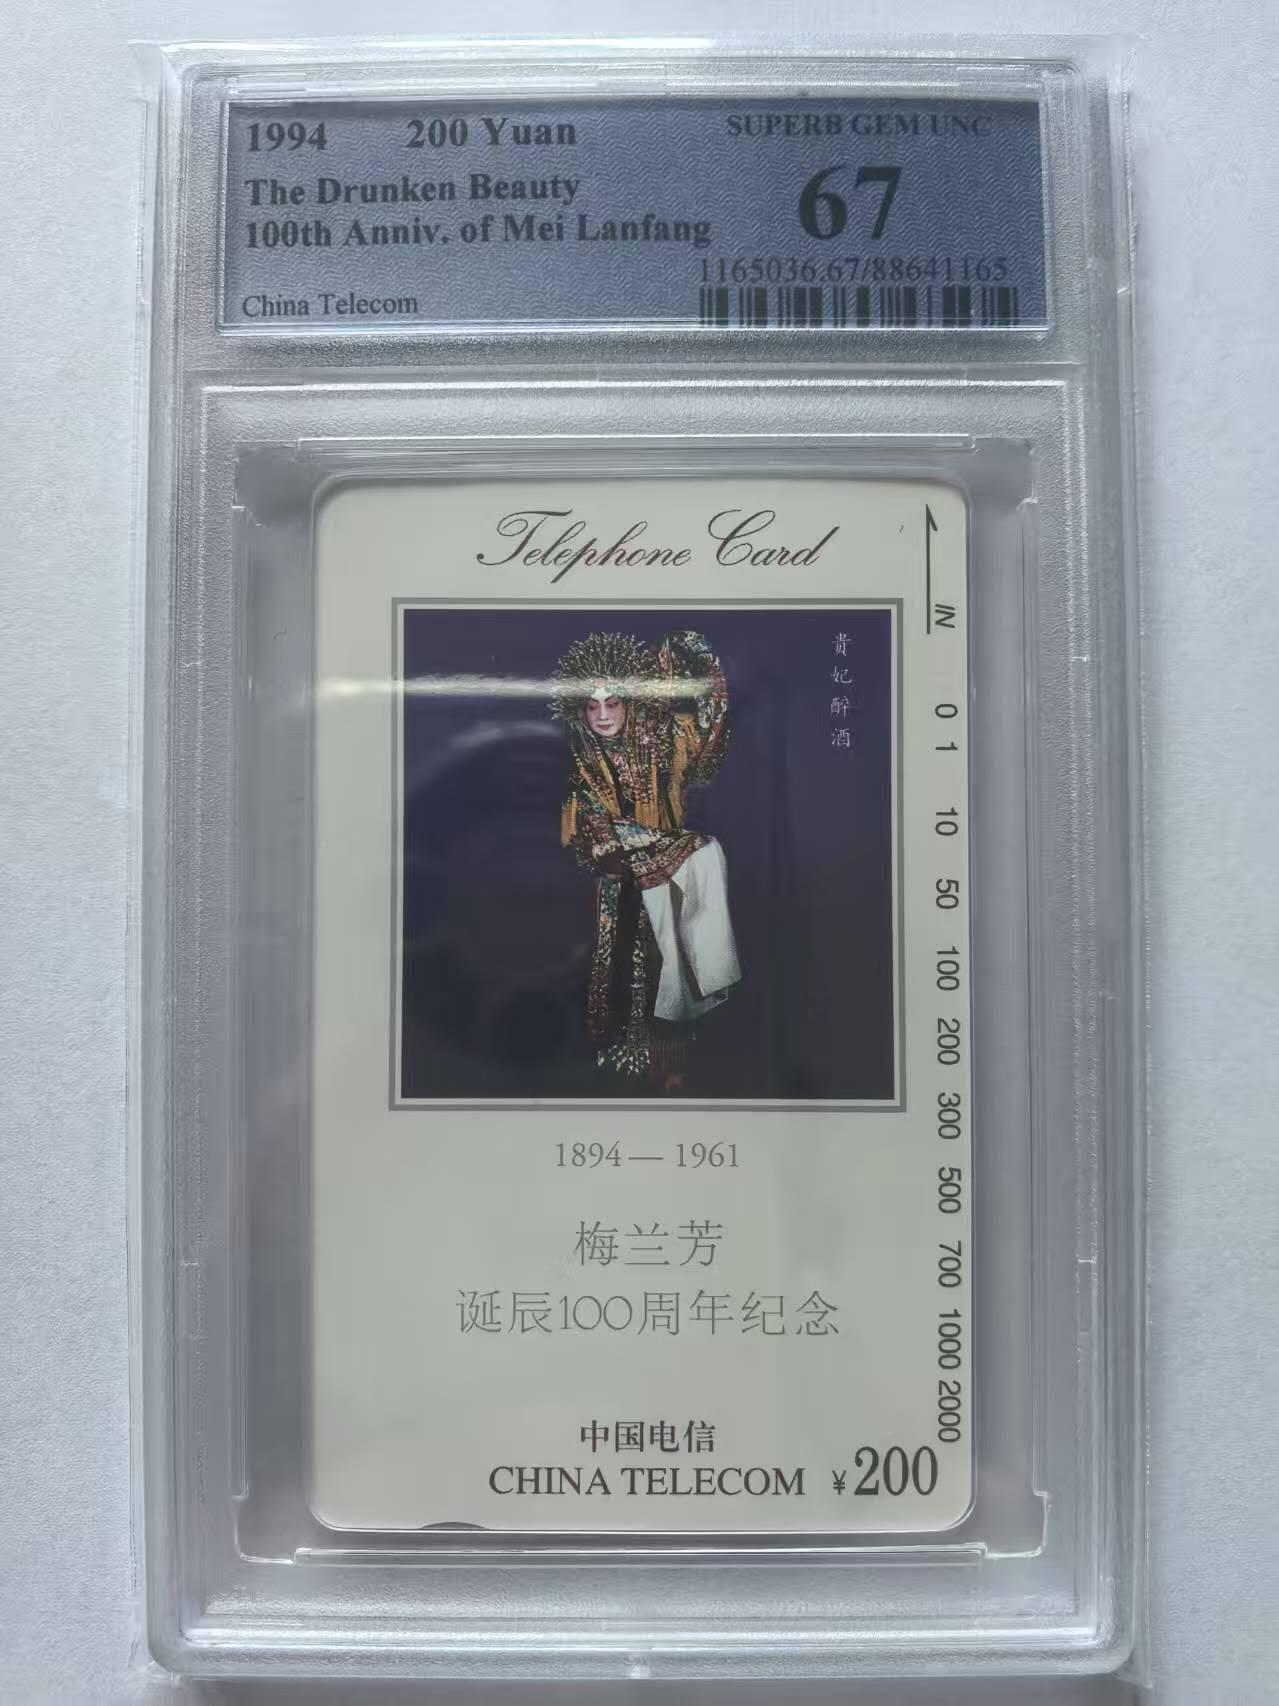 1994 200 Yuan
The Drunken Beauty
100th Anniv. of Mei Lanfang
China Telecom
SUPERB GEM UNC
67
1165036.67/88641165
Telephone Card
贵妃醉酒
IN 0 1 10 50 100 200 300 500 700 1000 2000
1894—1961
梅兰芳
诞辰100周年纪念
中国电信
CHINA TELECOM ¥200